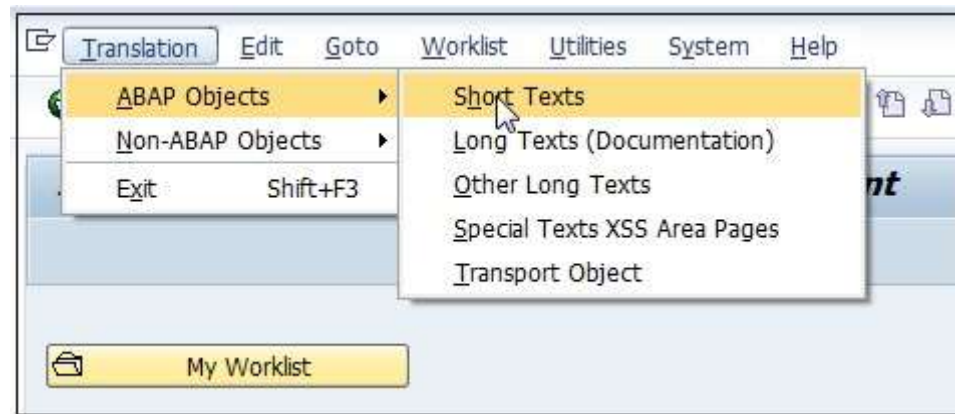 Translation Edit Goto Worklist Utilities System Help
ABAP Objects
Non-ABAP Objects
Exit Shift+F3
Short Texts
Long Texts (Documentation)
Other Long Texts
Special Texts XSS Area Pages
Transport Object
nt
My Worklist